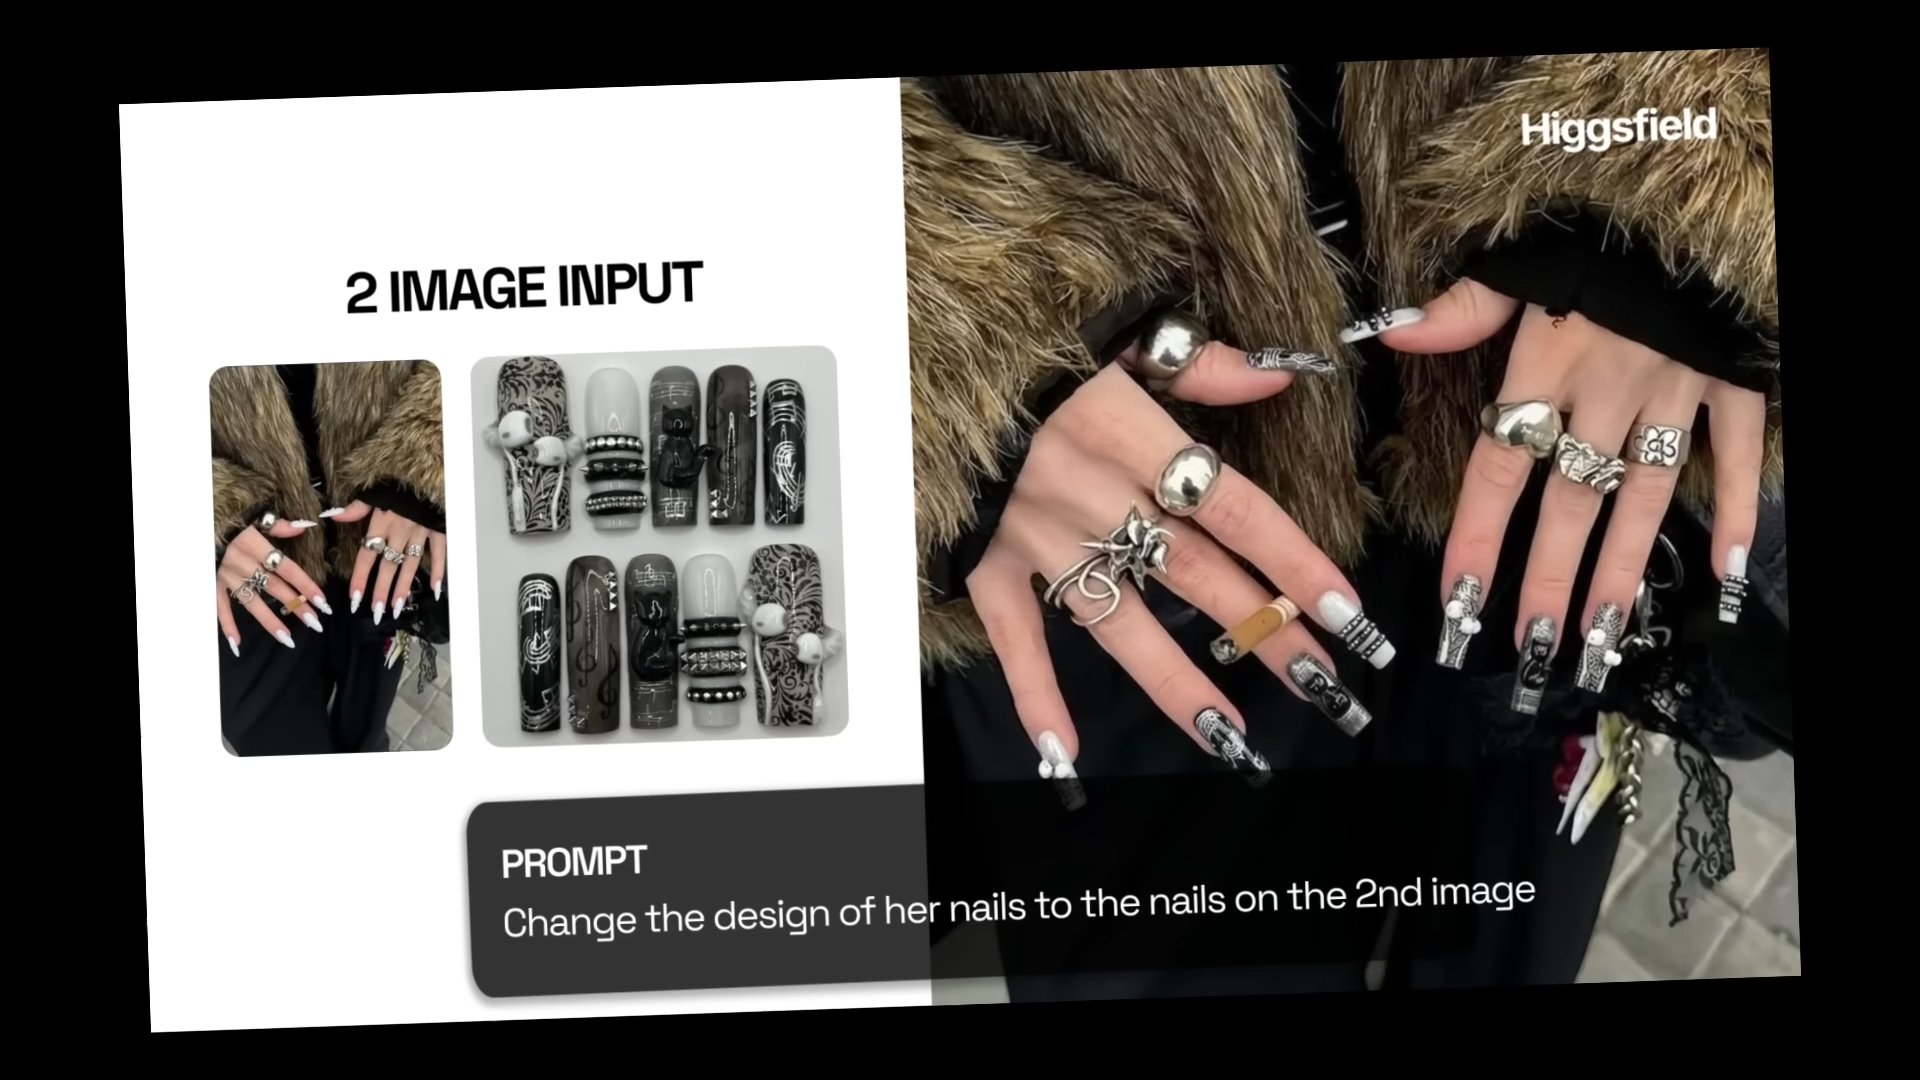 Higgsfield
2 IMAGE INPUT
PROMPT
Change the design of her nails to the nails on the 2nd image